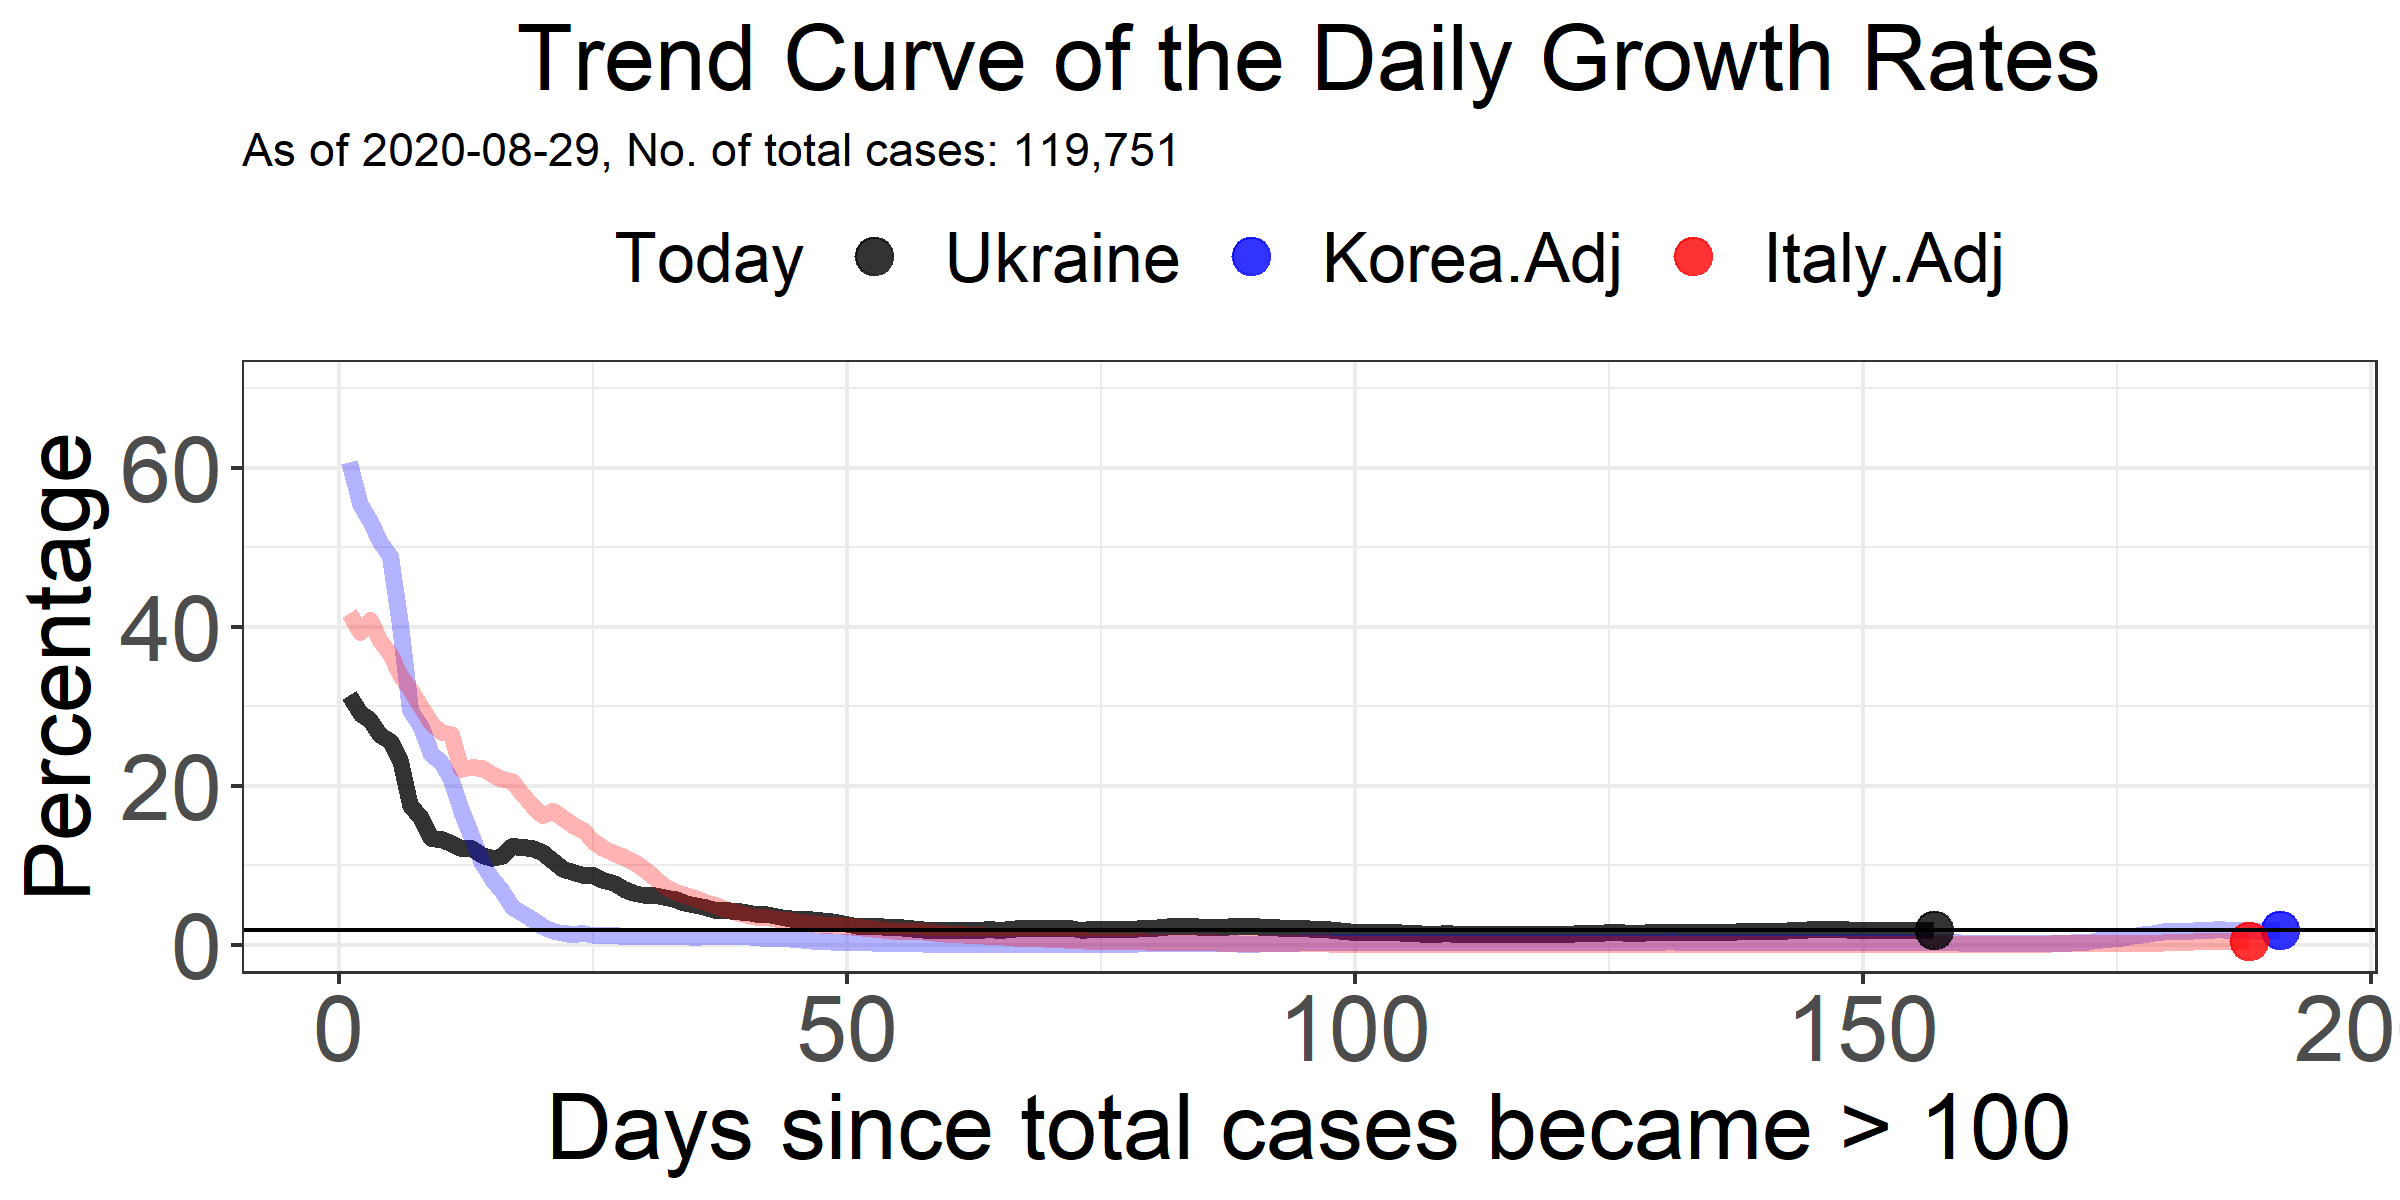 Trend Curve of the Daily Growth Rates
As of 2020-08-29, No. of total cases: 119,751
Today Ukraine Korea.Adj Italy.Adj
Percentage
60
40
20
0
0 50 100 150 20
Days since total cases became > 100